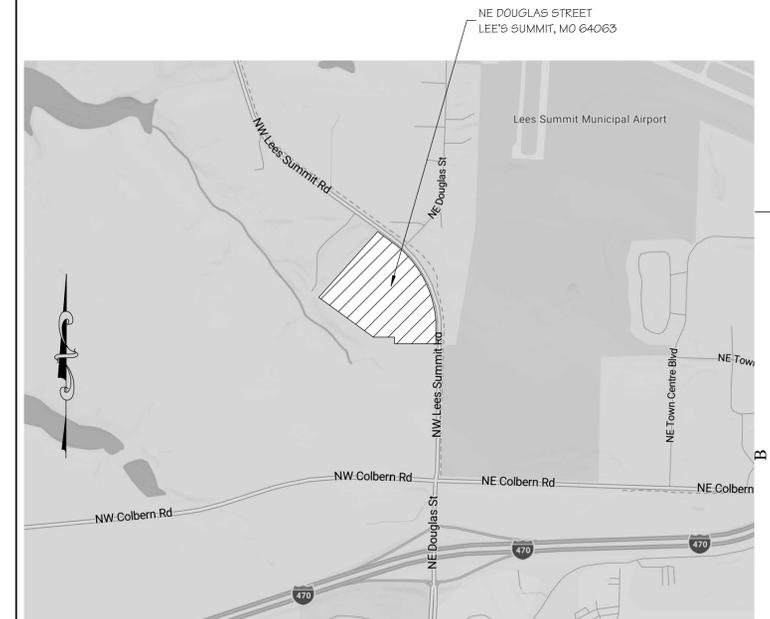 NE DOUGLAS STREET
LEE'S SUMMIT, MO 64063
Lees Summit Municipal Airport
NW Lees Summit Rd
NE Douglas St
NW Lees Summit Rd
NE Town Centre Blvd
NE Town
B
NW Colbern Rd
NE Colbern Rd
NE Colbern
NW Colbern Rd
NE Douglas St
470
470
470